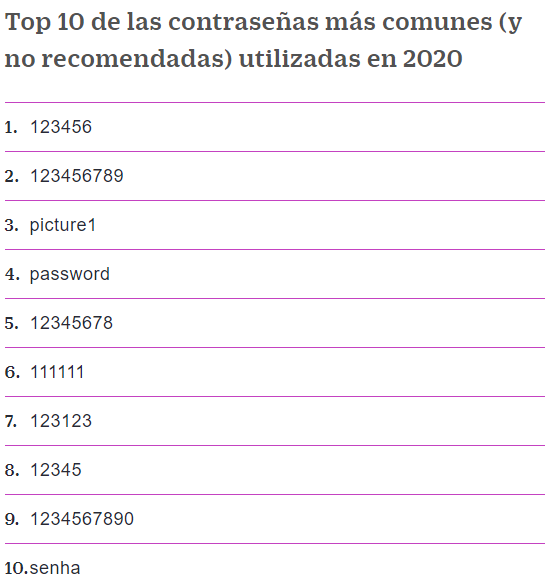 Top 10 de las contraseñas más comunes (y
no recomendadas) utilizadas en 2020
1. 123456
2. 123456789
3. picture1
4. password
5. 12345678
6. 111111
7. 123123
8. 12345
9. 1234567890
10. senha